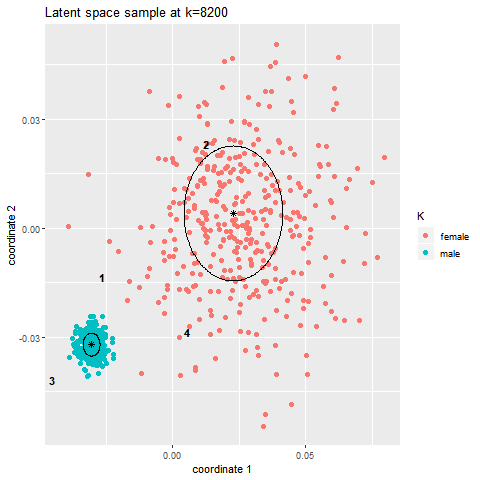 Latent space sample at k=8200
coordinate 2
0.03
0.00
-0.03
2
1
4
3
0.00
0.05
coordinate 1
K
female
male